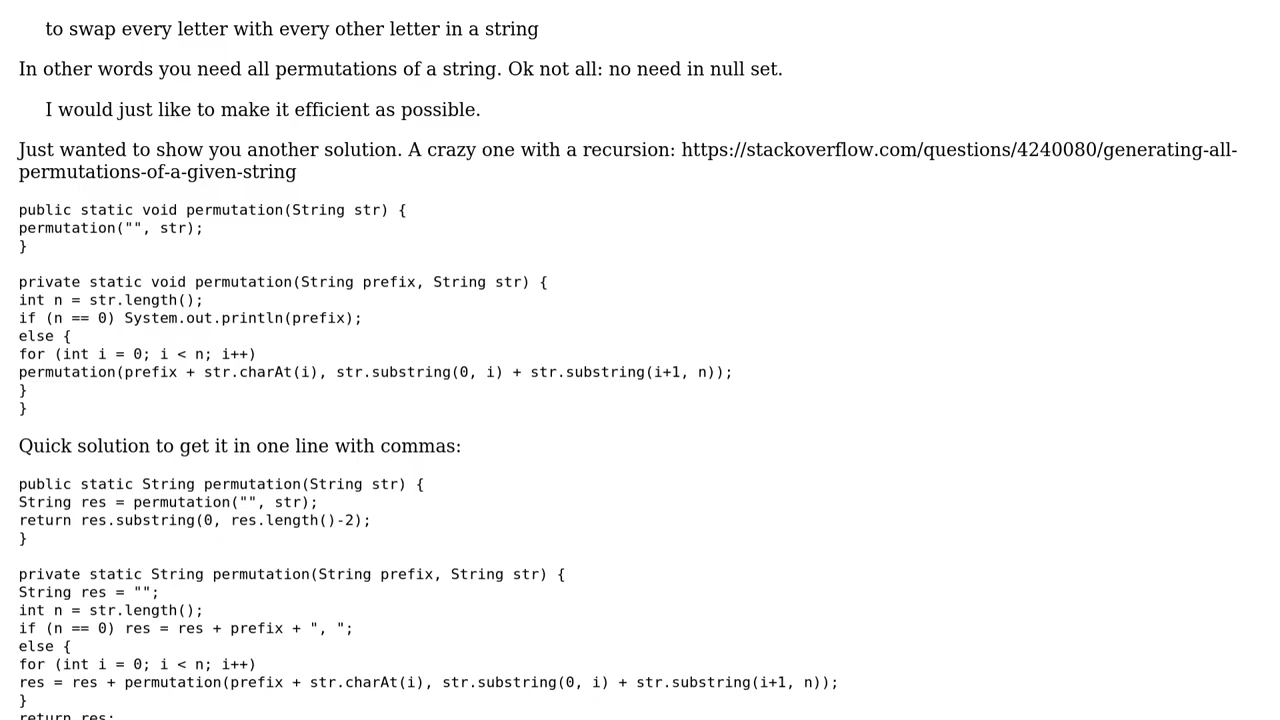 to swap every letter with every other letter in a string
In other words you need all permutations of a string. Ok not all: no need in null set.
I would just like to make it efficient as possible.
Just wanted to show you another solution. A crazy one with a recursion: https://stackoverflow.com/questions/4240080/generating-all-
permutations-of-a-given-string
public static void permutation(String str) {
permutation("", str);
}
private static void permutation(String prefix, String str) {
int n = str.length();
if (n == 0) System.out.println(prefix);
else {
for (int i = 0; i < n; i++)
permutation(prefix + str.charAt(i), str.substring(0, i) + str.substring(i+1, n));
}
}
Quick solution to get it in one line with commas:
public static String permutation(String str) {
String res = permutation("", str);
return res.substring(0, res.length()-2);
}
private static String permutation(String prefix, String str) {
String res = "";
int n = str.length();
if (n == 0) res = res + prefix + ", ";
else {
for (int i = 0; i < n; i++)
res = res + permutation(prefix + str.charAt(i), str.substring(0, i) + str.substring(i+1, n));
}
return res;